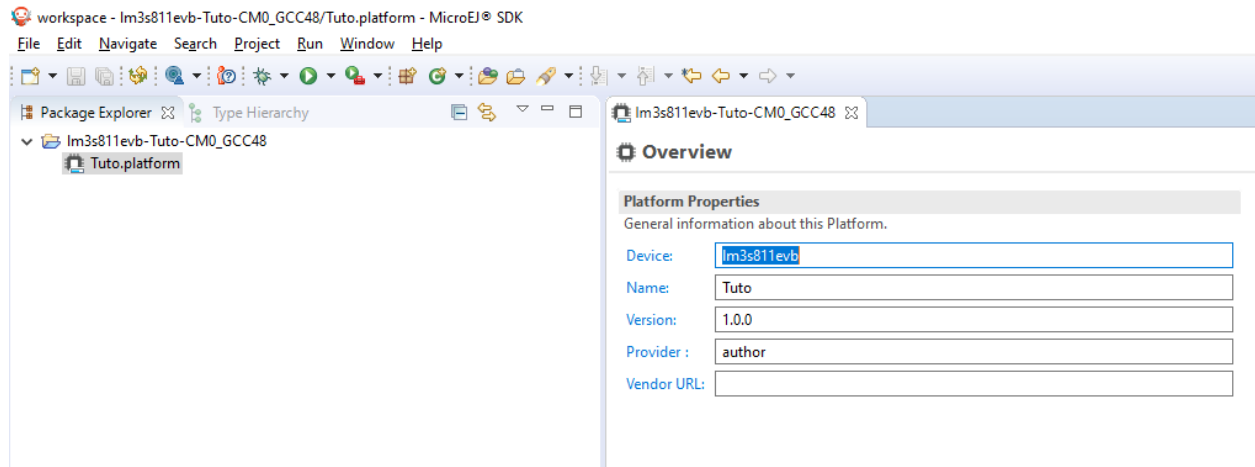 workspace - lm3s811evb-Tuto-CM0_GCC48/Tuto.platform - MicroEJ® SDK
File Edit Navigate Search Project Run Window Help
Package Explorer Type Hierarchy
lm3s811evb-Tuto-CM0_GCC48
lm3s811evb-Tuto-CM0_GCC48
Tuto.platform
Overview
Platform Properties
General information about this Platform.
Device: lm3s811evb
Name: Tuto
Version: 1.0.0
Provider : author
Vendor URL: